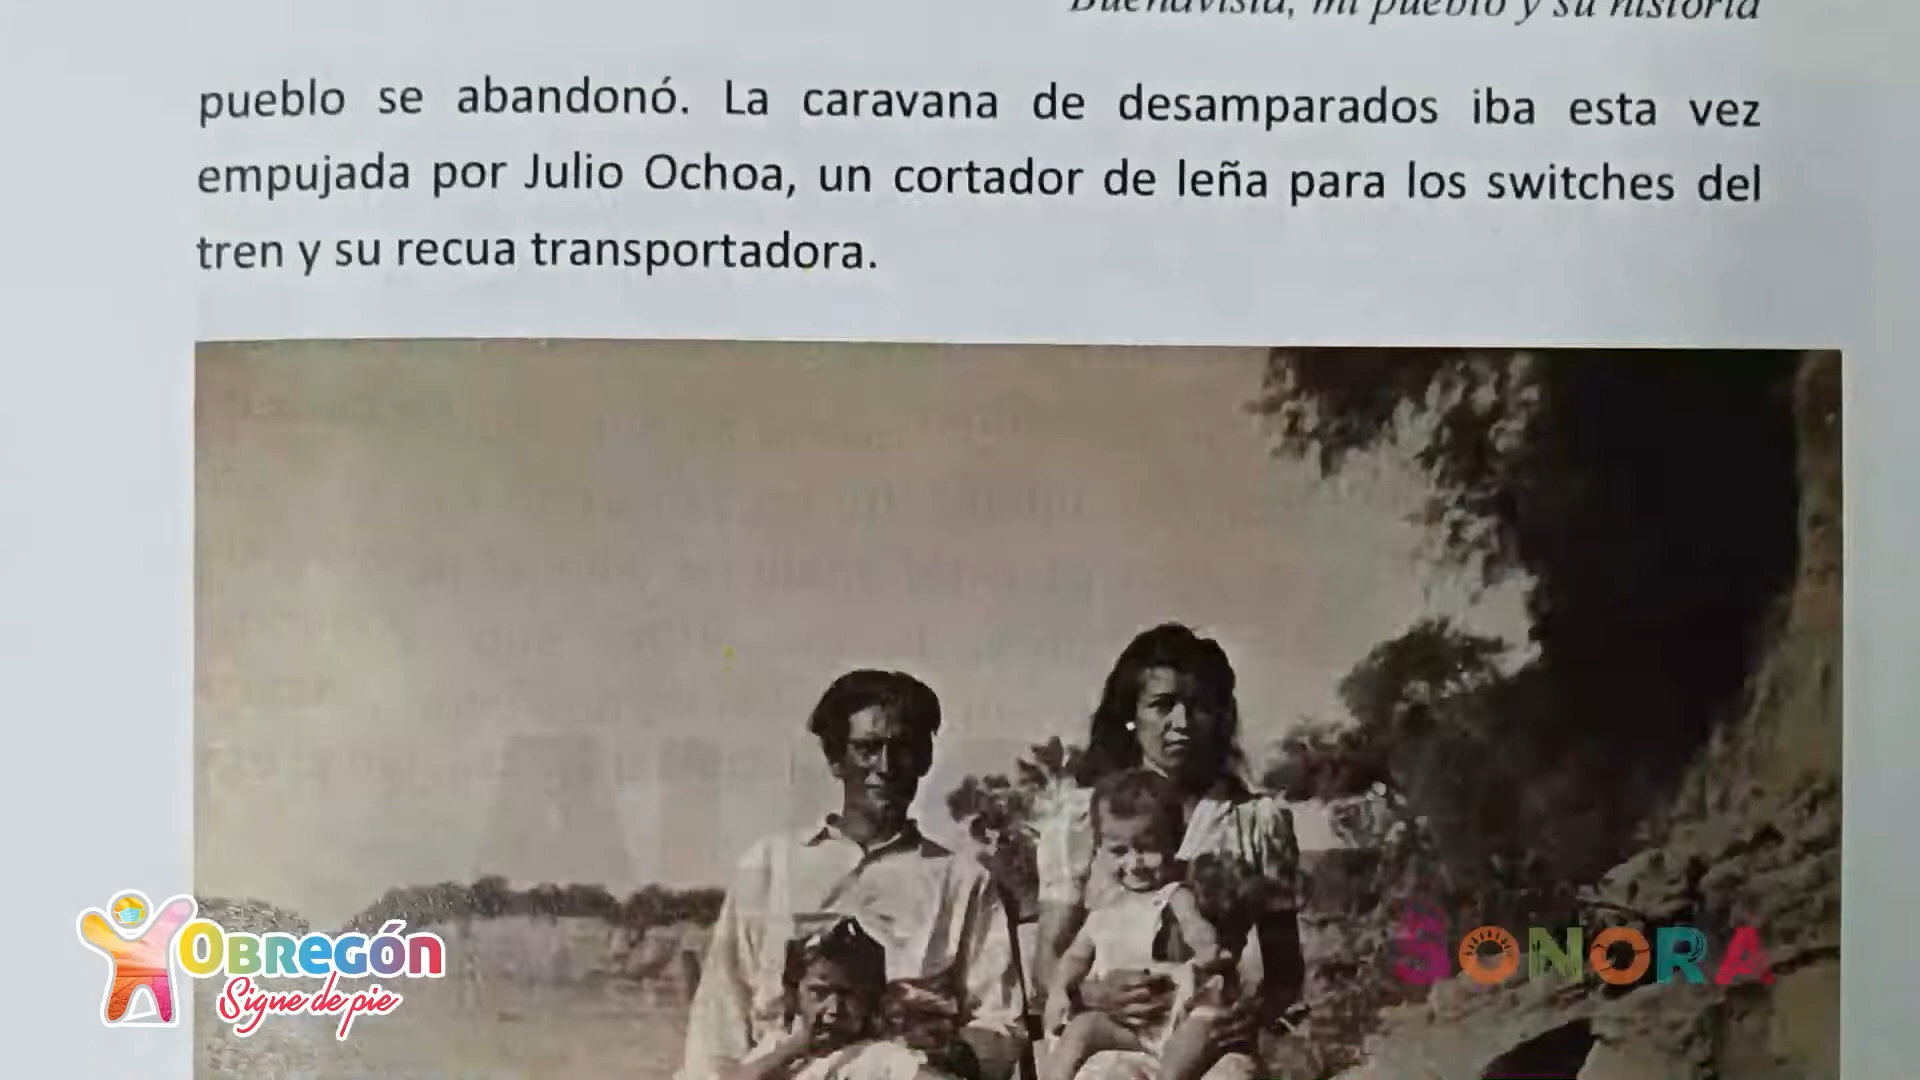 Buenavista, mi pueblo y su historia
pueblo se abandonó. La caravana de desamparados iba esta vez
empujada por Julio Ochoa, un cortador de leña para los switches del
tren y su recua transportadora.
OBREGÓN
Sigue de pie
SONORA